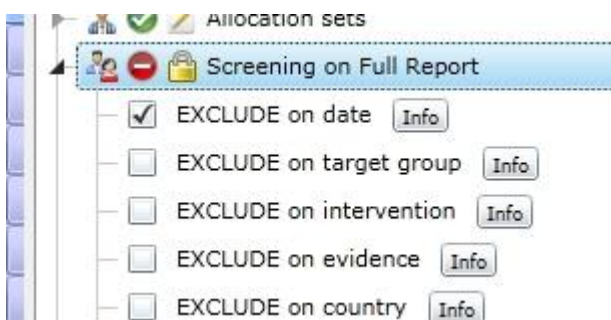 Allocation sets
Screening on Full Report
EXCLUDE on date Info
EXCLUDE on target group Info
EXCLUDE on intervention Info
EXCLUDE on evidence Info
EXCLUDE on country Info